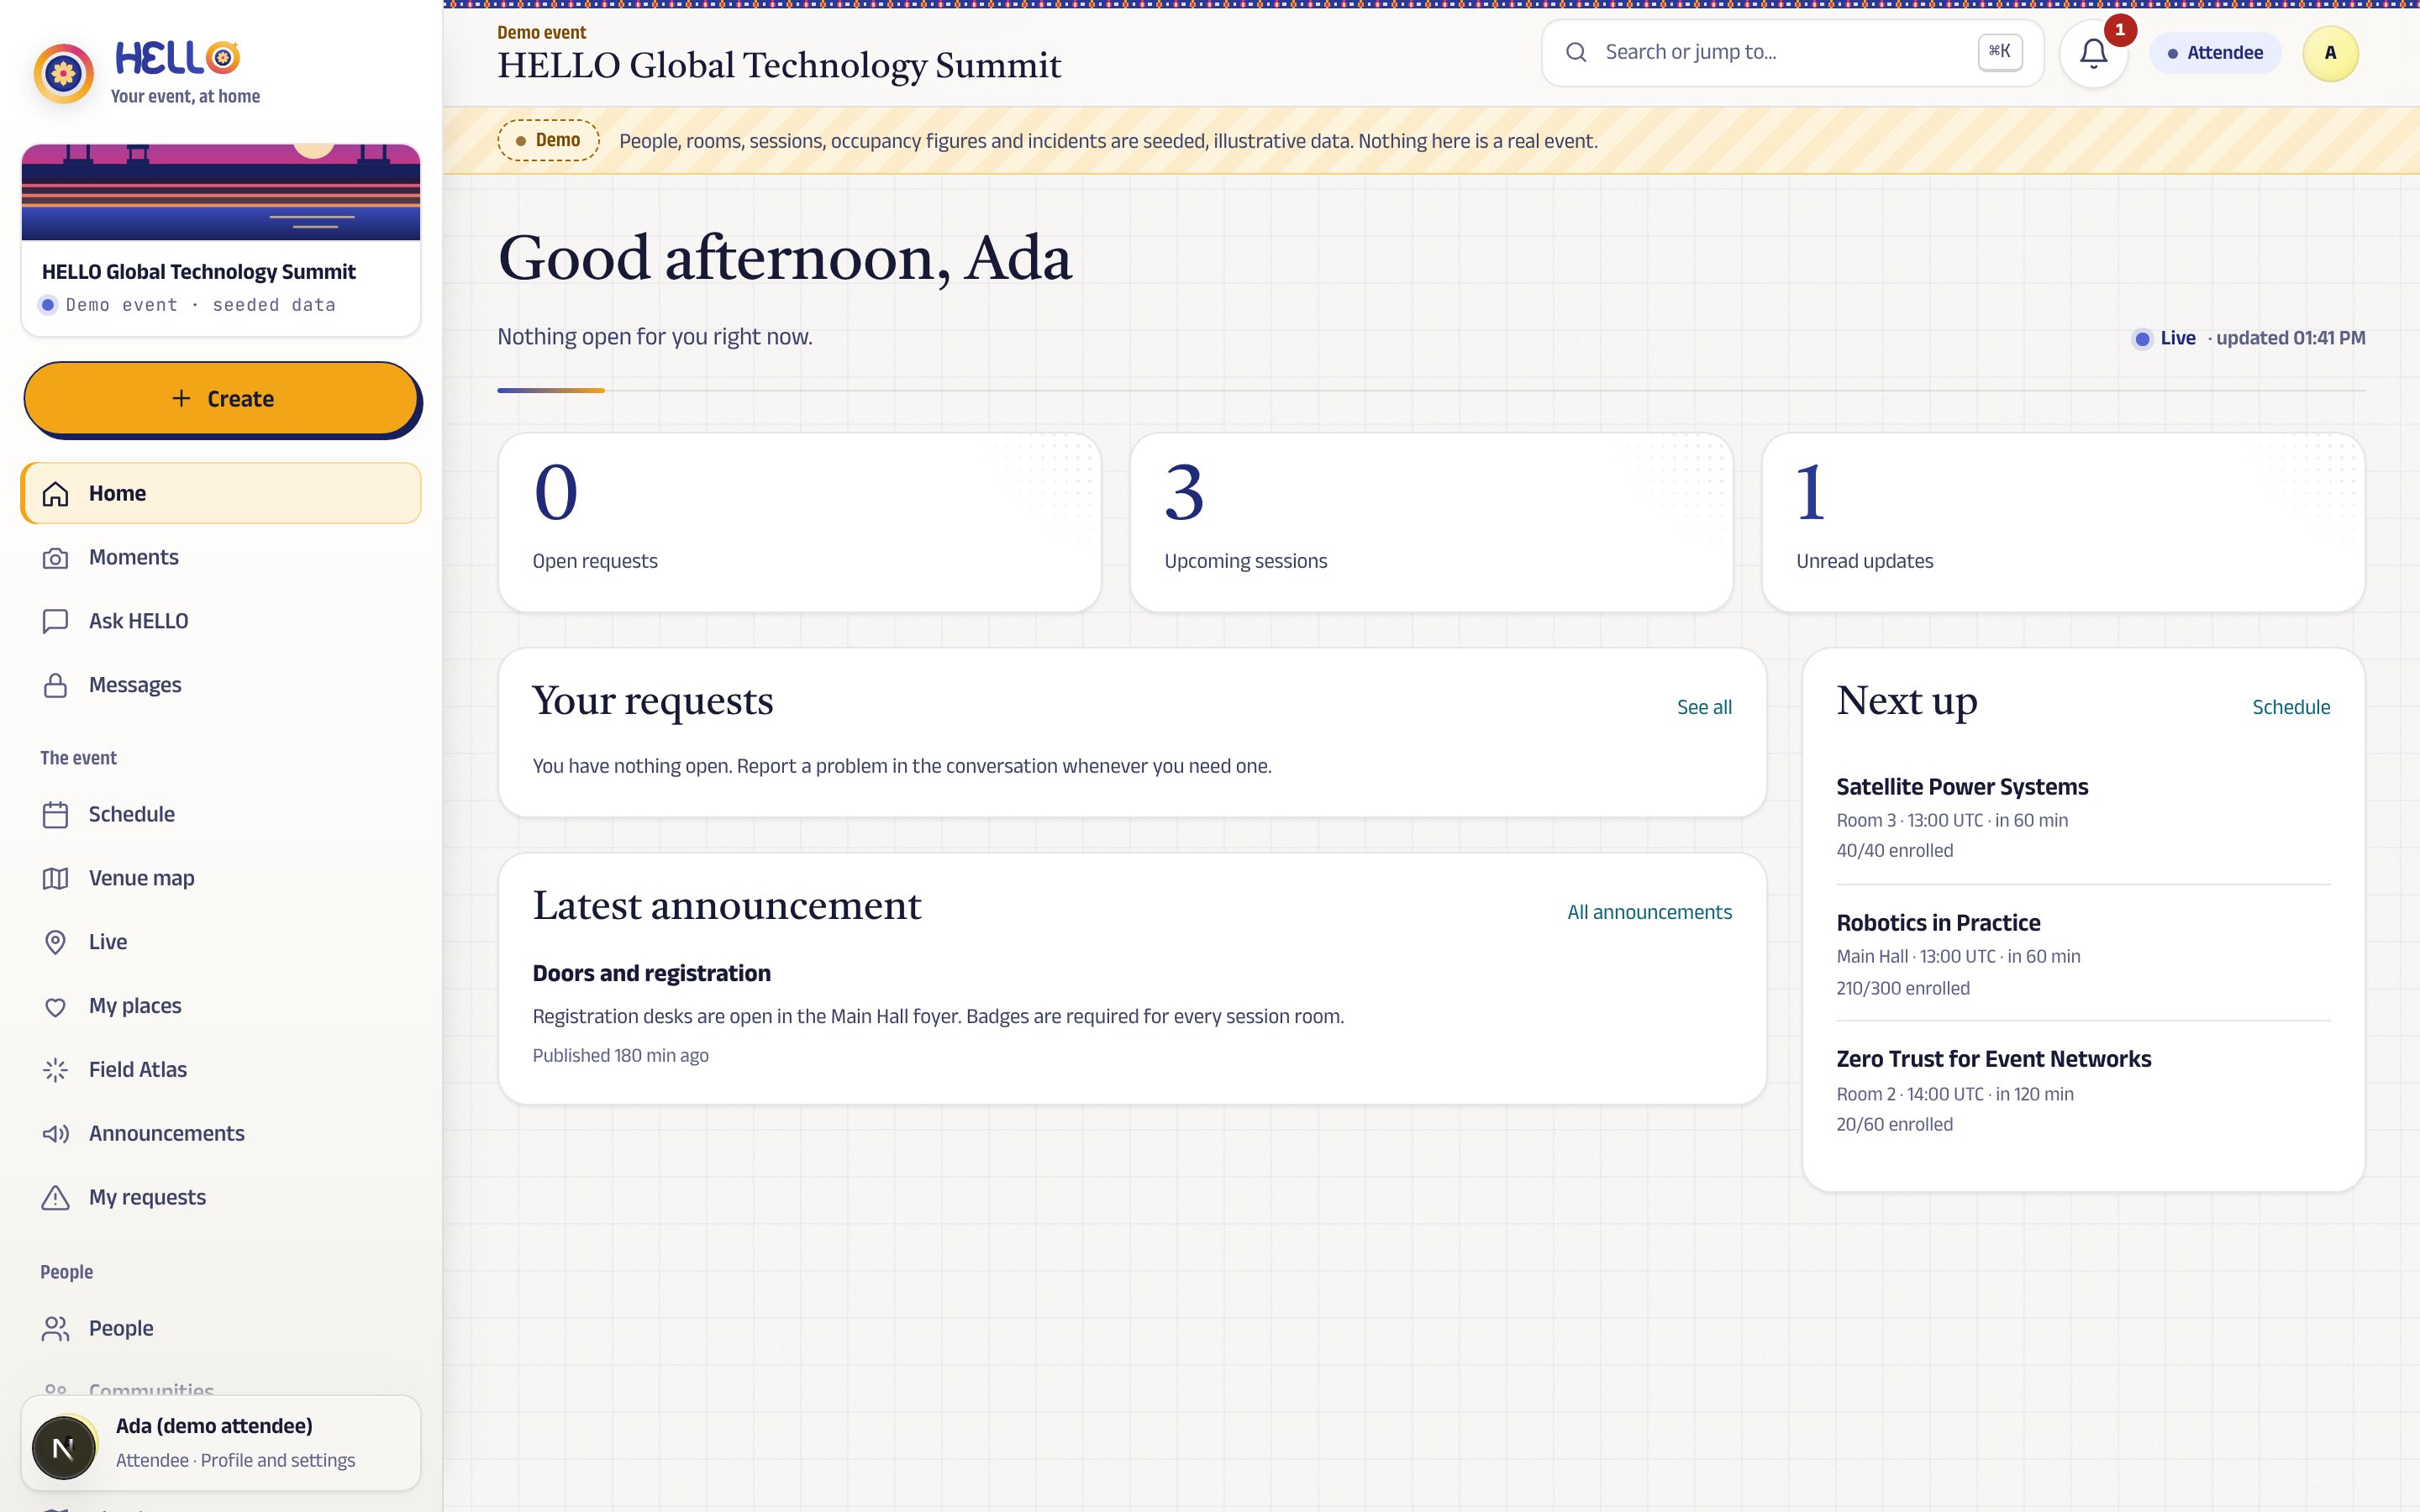 HELLO
Your event, at home
HELLO Global Technology Summit
Demo event · seeded data
+ Create
Home
Moments
Ask HELLO
Messages
The event
Schedule
Venue map
Live
My places
Field Atlas
Announcements
My requests
People
People
Communities
N
Ada (demo attendee)
Attendee · Profile and settings
Demo event
HELLO Global Technology Summit
Search or jump to...
⌘K
1
Attendee
A
Demo
People, rooms, sessions, occupancy figures and incidents are seeded, illustrative data. Nothing here is a real event.
Good afternoon, Ada
Nothing open for you right now.
Live · updated 01:41 PM
0
Open requests
3
Upcoming sessions
1
Unread updates
Your requests
See all
You have nothing open. Report a problem in the conversation whenever you need one.
Latest announcement
All announcements
Doors and registration
Registration desks are open in the Main Hall foyer. Badges are required for every session room.
Published 180 min ago
Next up
Schedule
Satellite Power Systems
Room 3 · 13:00 UTC · in 60 min
40/40 enrolled
Robotics in Practice
Main Hall · 13:00 UTC · in 60 min
210/300 enrolled
Zero Trust for Event Networks
Room 2 · 14:00 UTC · in 120 min
20/60 enrolled